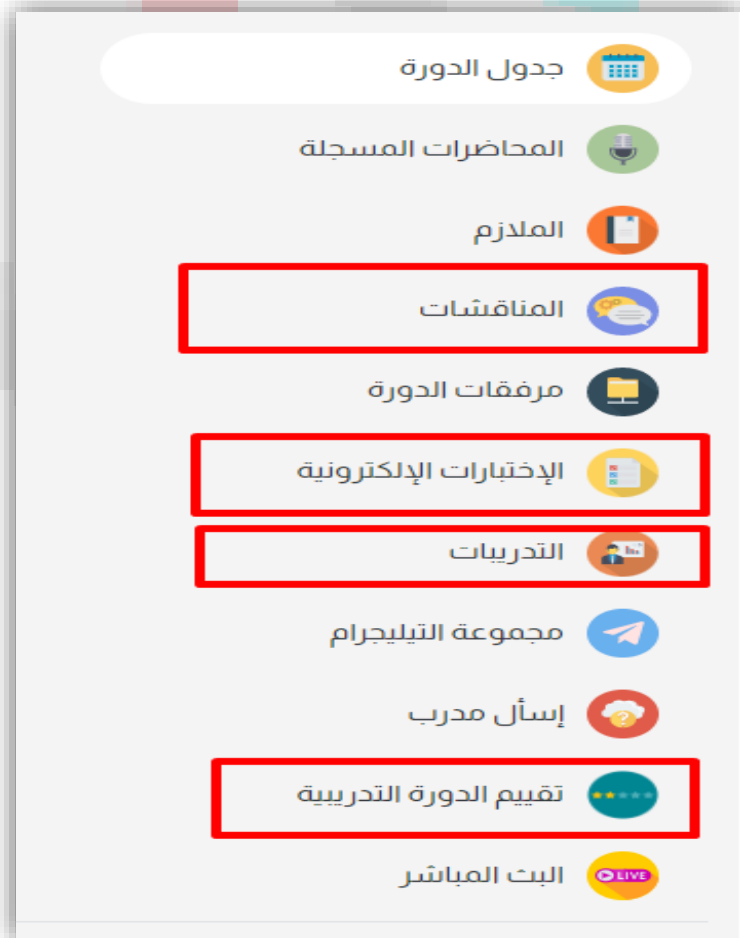 جدول الدورة
المحاضرات المسجلة
الملازم
المناقشات
مرفقات الدورة
الإختبارات الإلكترونية
التدريبات
مجموعة التيليجرام
إسأل مدرب
تقييم الدورة التدريبية
البث المباشر
LIVE